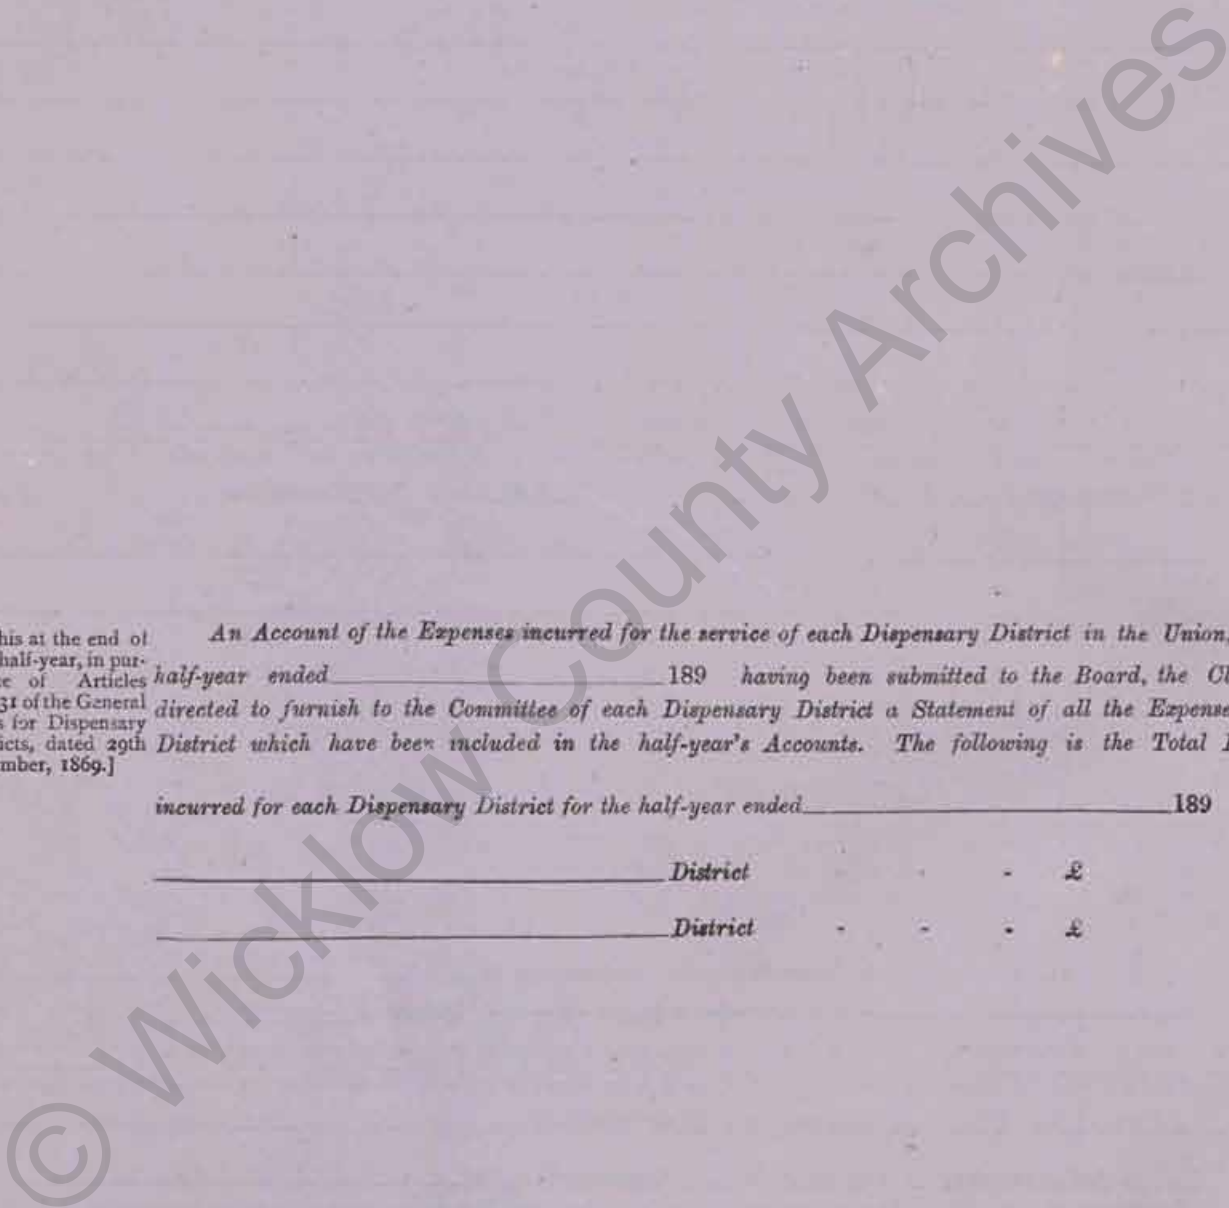 his at the end of
half-year, in pur-
e of Articles
31 of the General
s for Dispensary
icts, dated 29th
mber, 1869.]
An Account of the Expenses incurred for the service of each Dispensary District in the Union,
half-year ended 189 having been submitted to the Board, the Cl
directed to furnish to the Committee of each Dispensary District a Statement of all the Expense
District which have been included in the half-year's Accounts. The following is the Total
incurred for each Dispensary District for the half-year ended 189
District - £
District - - - £
© Wicklow County Archives